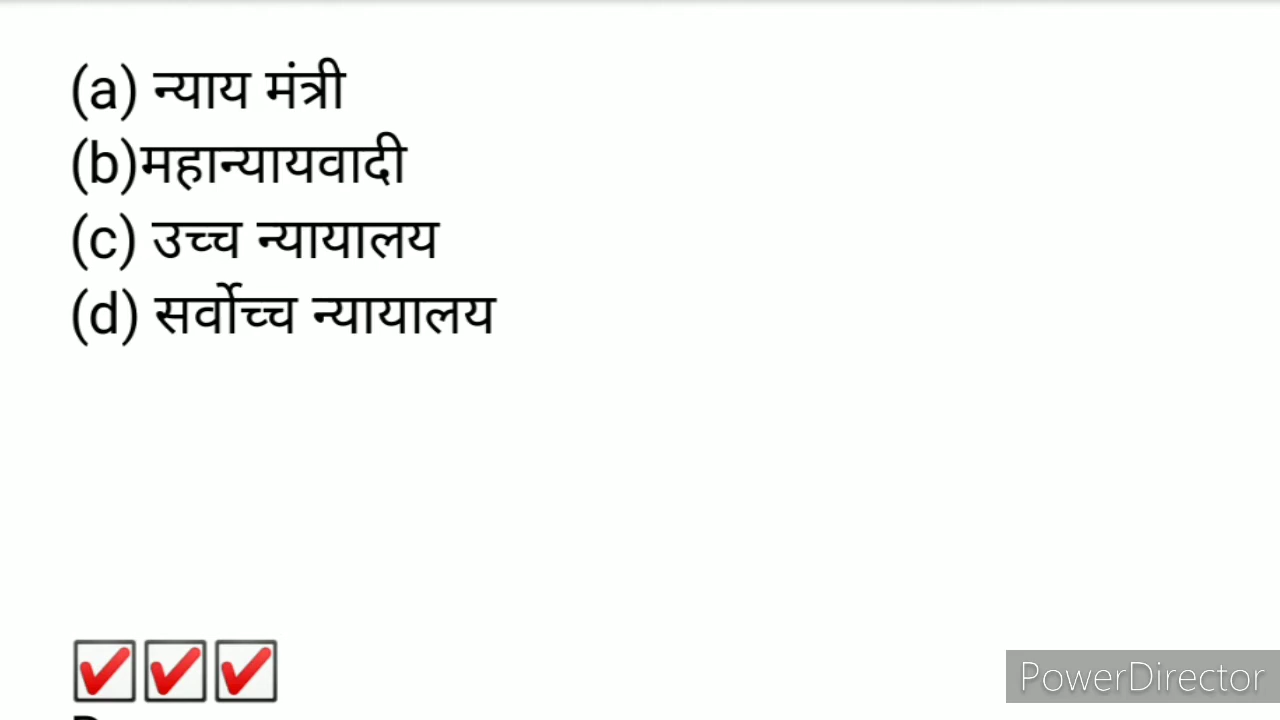 (a) न्याय मंत्री
(b)महान्यायवादी
(c) उच्च न्यायालय
(d) सर्वोच्च न्यायालय
PowerDirector